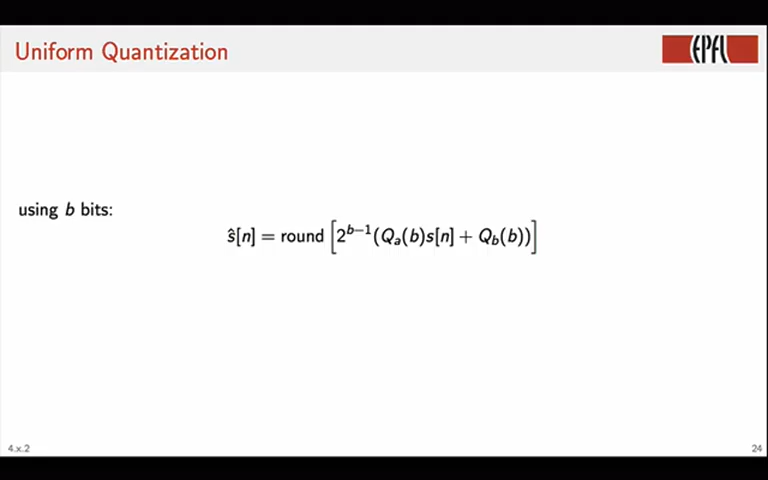 Uniform Quantization
EPFL
using b bits:
ŝ[n] = round [2^{b−1}(Q_a(b)s[n] + Q_b(b))]
4.x.2
24